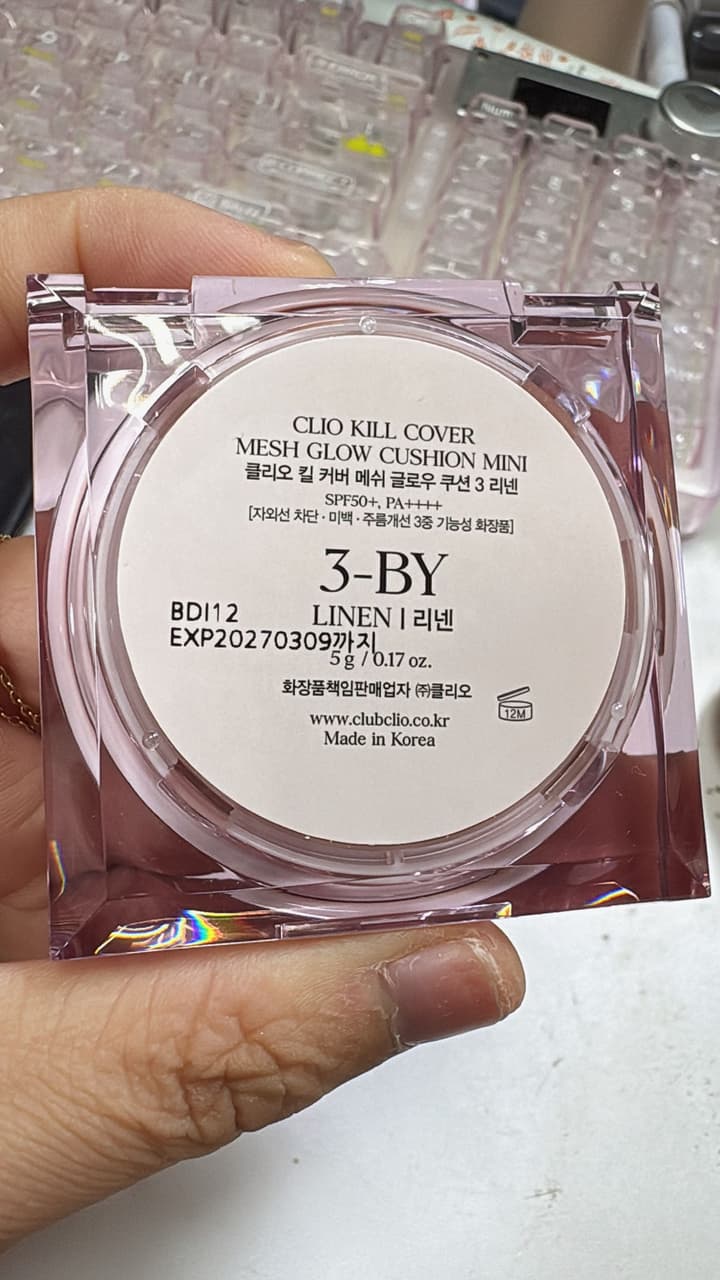 CLIO KILL COVER
MESH GLOW CUSHION MINI
클리오 킬 커버 메쉬 글로우 쿠션 3 리넨
SPF50+, PA++++
[자외선 차단 · 미백 · 주름개선 3중 기능성 화장품]
3-BY
LINEN | 리넨
BDI12
EXP20270309까지
5 g / 0.17 oz.
화장품책임판매업자 ㈜클리오
12M
www.clubclio.co.kr
Made in Korea